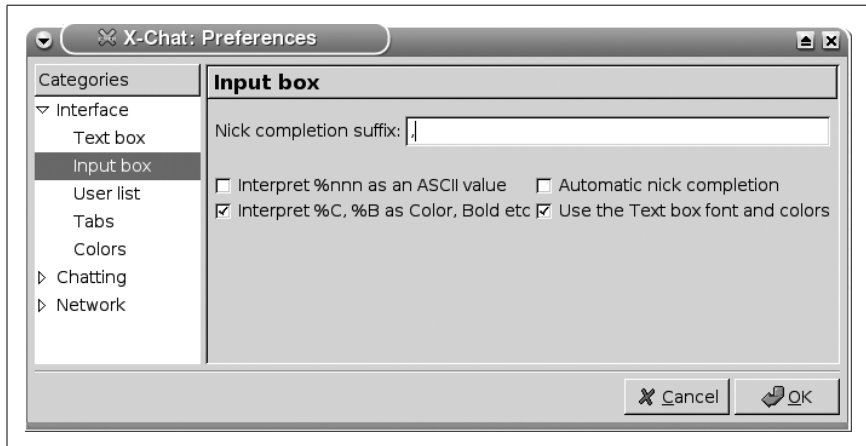 X-Chat: Preferences
Categories
Interface
Text box
Input box
User list
Tabs
Colors
Chatting
Network
Input box
Nick completion suffix: ,
Interpret %nnn as an ASCII value
Automatic nick completion
Interpret %C, %B as Color, Bold etc
Use the Text box font and colors
Cancel
OK